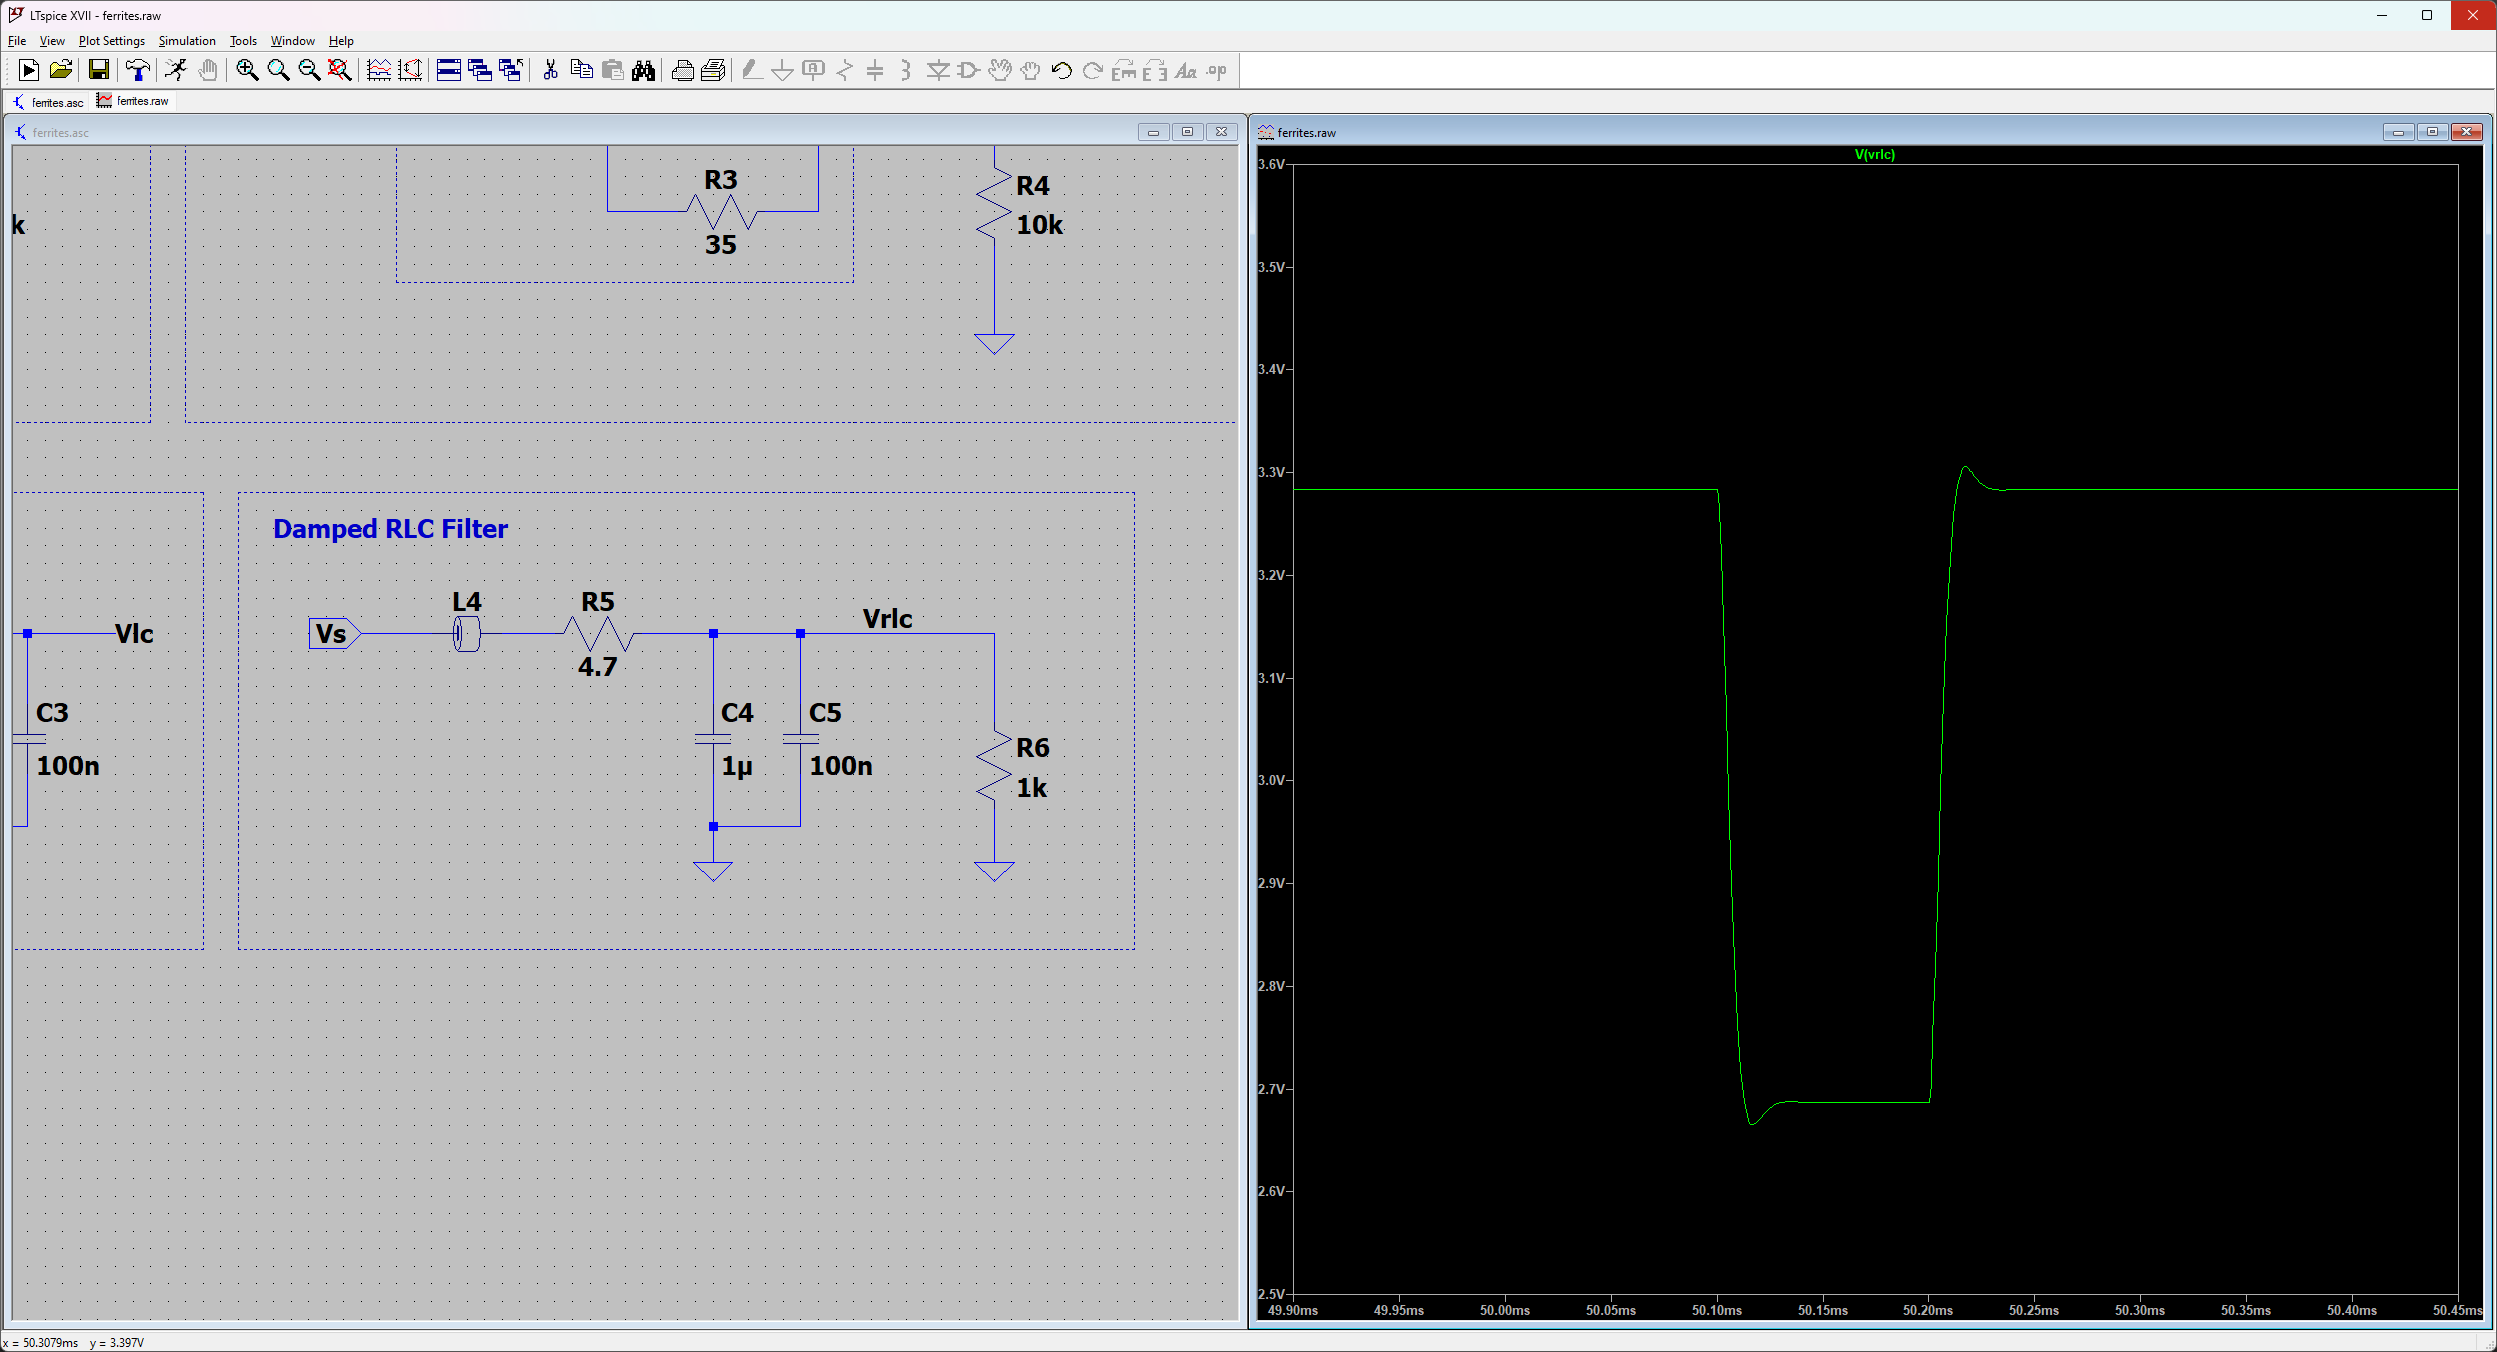 LTspice XVII - ferrites.raw
File View Plot Settings Simulation Tools Window Help
ferrites.asc ferrites.raw
ferrites.asc
k
R3
35
R4
10k
Damped RLC Filter
Vlc
C3
100n
Vs
L4
R5
4.7
Vrlc
C4
1µ
C5
100n
R6
1k
ferrites.raw
V(vrlc)
3.6V
3.5V
3.4V
3.3V
3.2V
3.1V
3.0V
2.9V
2.8V
2.7V
2.6V
2.5V
49.90ms 49.95ms 50.00ms 50.05ms 50.10ms 50.15ms 50.20ms 50.25ms 50.30ms 50.35ms 50.40ms 50.45ms
x = 50.3079ms y = 3.397V